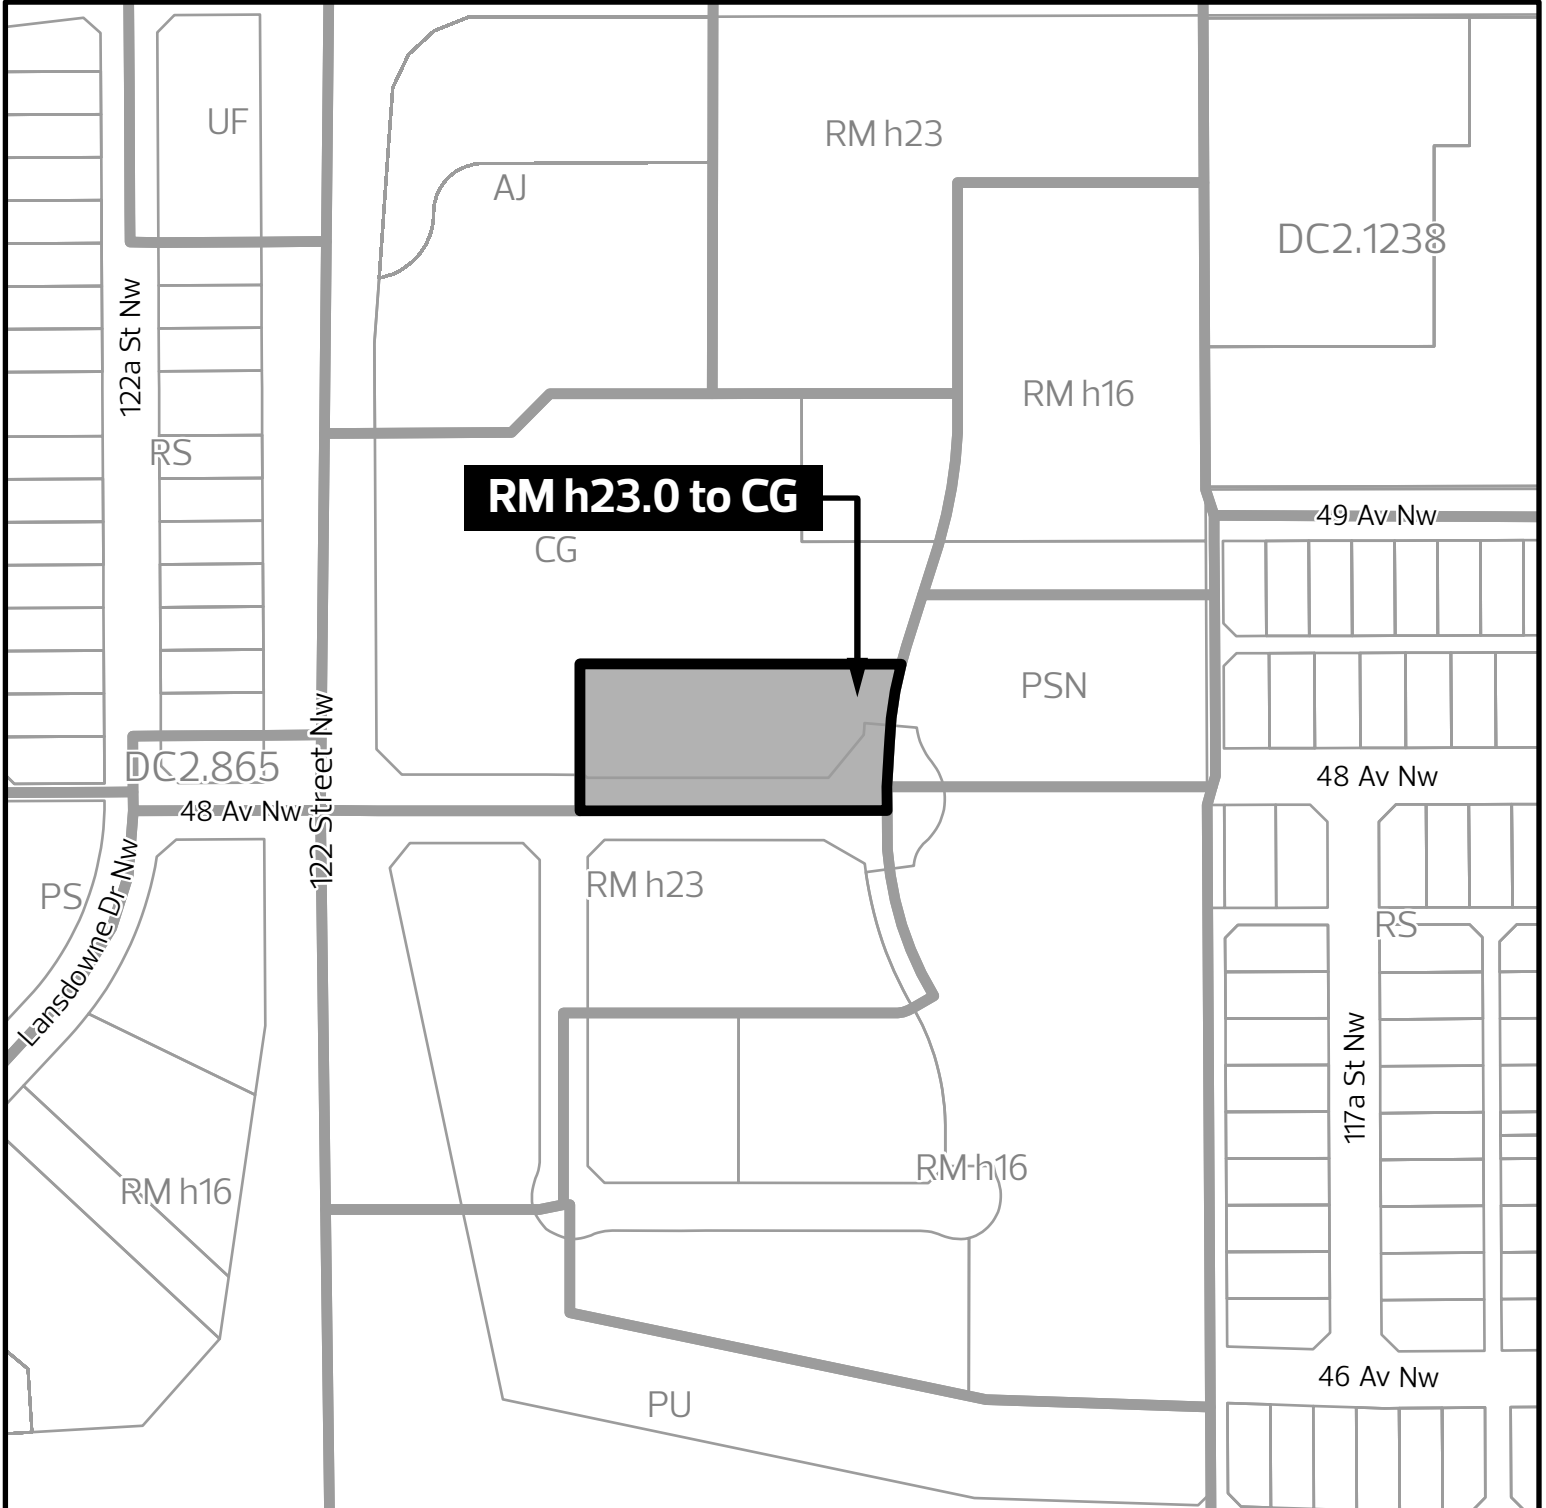 UF
RM h23
AJ
DC2.1238
122a St Nw
RM h16
RS
RM h23.0 to CG
49 Av Nw
CG
PSN
122 Street Nw
DC2.865
48 Av Nw
48 Av Nw
PS
Lansdowne Dr Nw
RM h23
RS
117a St Nw
RM h16
RM h16
46 Av Nw
PU